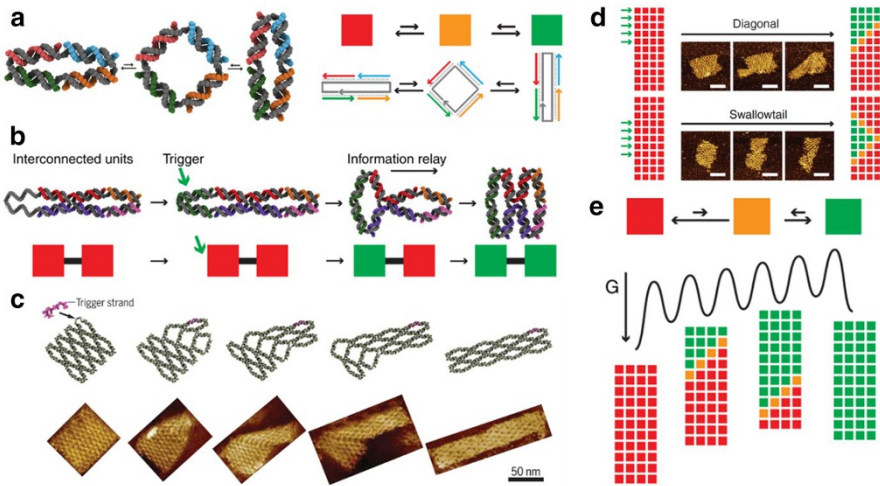 a
b
Interconnected units
Trigger
Information relay
c
Trigger strand
50 nm
d
Diagonal
Swallowtail
e
G